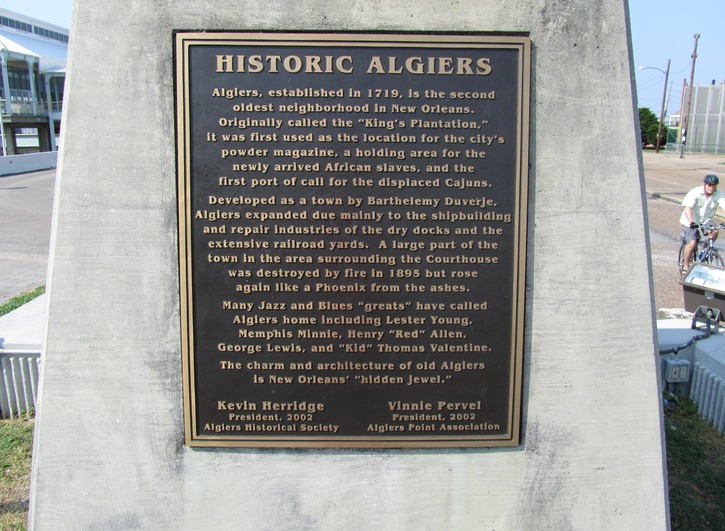 HISTORIC ALGIERS
Algiers, established in 1719, is the second
oldest neighborhood in New Orleans.
Originally called the "King's Plantation,"
it was first used as the location for the city's
powder magazine, a holding area for the
newly arrived African slaves, and the
first port of call for the displaced Cajuns.
Developed as a town by Barthelemy Duverje,
Algiers expanded due mainly to the shipbuilding
and repair industries of the dry docks and the
extensive railroad yards. A large part of the
town in the area surrounding the Courthouse
was destroyed by fire in 1895 but rose
again like a Phoenix from the ashes.
Many Jazz and Blues "greats" have called
Algiers home including Lester Young,
Memphis Minnie, Henry "Red" Allen,
George Lewis, and "Kid" Thomas Valentine.
The charm and architecture of old Algiers
is New Orleans' "hidden jewel."
Kevin Herridge
President, 2002
Algiers Historical Society
Vinnie Pervel
President, 2002
Algiers Point Association